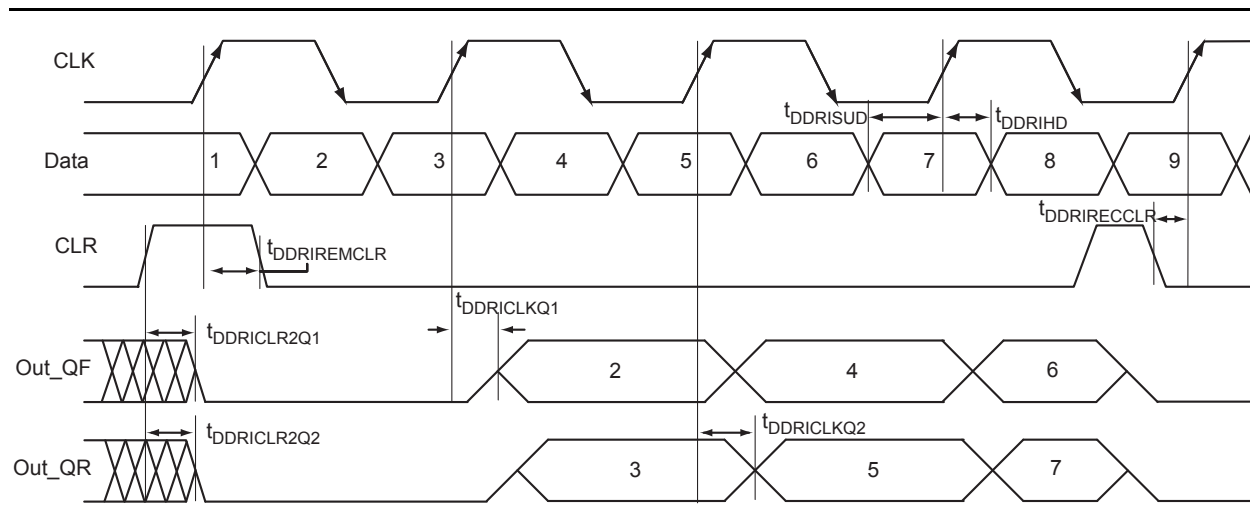 CLK
tDDRISUD
tDDRIHD
Data 1 2 3 4 5 6 7 8 9
tDDRIRECCLR
CLR
tDDRIREMCLR
tDDRICLKQ1
tDDRICLR2Q1
Out_QF 2 4 6
tDDRICLR2Q2
tDDRICLKQ2
Out_QR 3 5 7